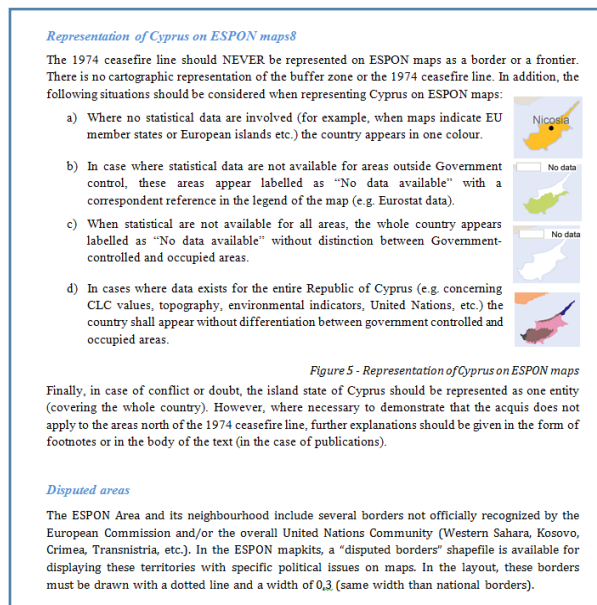 Representation of Cyprus on ESPON maps8
The 1974 ceasefire line should NEVER be represented on ESPON maps as a border or a frontier.
There is no cartographic representation of the buffer zone or the 1974 ceasefire line. In addition, the
following situations should be considered when representing Cyprus on ESPON maps:
a) Where no statistical data are involved (for example, when maps indicate EU
member states or European islands etc.) the country appears in one colour.
Nicosia
b) In case where statistical data are not available for areas outside Government
control, these areas appear labelled as “No data available” with a
correspondent reference in the legend of the map (e.g. Eurostat data).
No data
c) When statistical are not available for all areas, the whole country appears
labelled as “No data available” without distinction between Government-
controlled and occupied areas.
No data
d) In cases where data exists for the entire Republic of Cyprus (e.g. concerning
CLC values, topography, environmental indicators, United Nations, etc.) the
country shall appear without differentiation between government controlled and
occupied areas.
Figure 5 - Representation of Cyprus on ESPON maps
Finally, in case of conflict or doubt, the island state of Cyprus should be represented as one entity
(covering the whole country). However, where necessary to demonstrate that the acquis does not
apply to the areas north of the 1974 ceasefire line, further explanations should be given in the form of
footnotes or in the body of the text (in the case of publications).
Disputed areas
The ESPON Area and its neighbourhood include several borders not officially recognized by the
European Commission and/or the overall United Nations Community (Western Sahara, Kosovo,
Crimea, Transnistria, etc.). In the ESPON mapkits, a “disputed borders” shapefile is available for
displaying these territories with specific political issues on maps. In the layout, these borders
must be drawn with a dotted line and a width of 0,3 (same width than national borders).